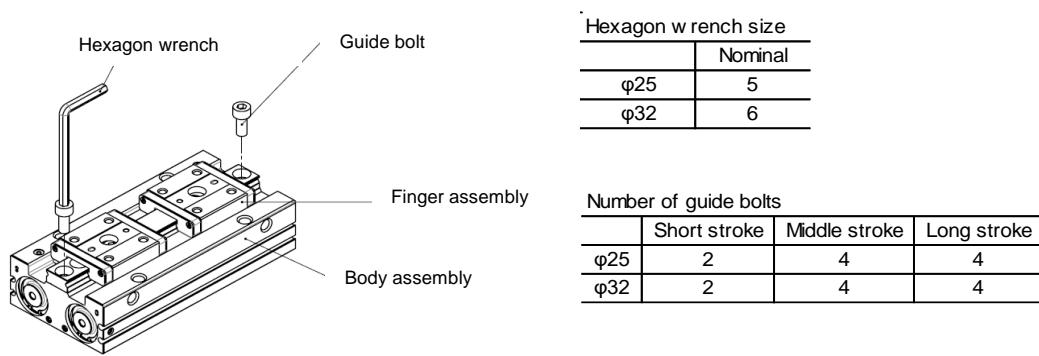 Hexagon wrench
Guide bolt
Finger assembly
Body assembly
Hexagon w rench size
Nominal
φ25 5
φ32 6
Number of guide bolts
Short stroke Middle stroke Long stroke
φ25 2 4 4
φ32 2 4 4